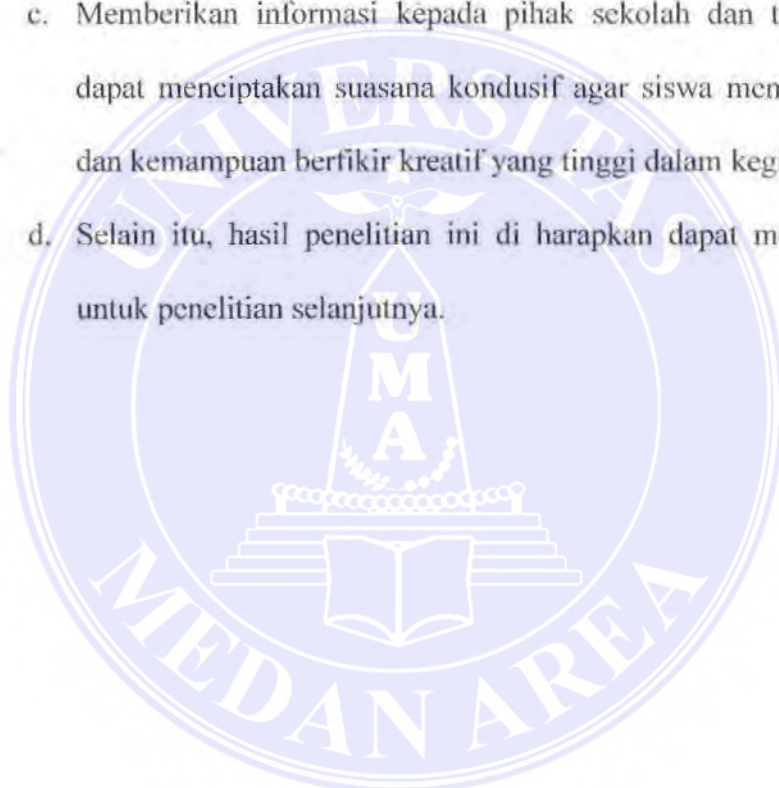 c. Memberikan informasi kepada pihak sekolah dan
dapat menciptakan suasana kondusif agar siswa
dan kemampuan berfikir kreatif yang tinggi dalam
d. Selain itu, hasil penelitian ini di harapkan dapat
untuk penelitian selanjutnya.
UNIVERSITAS
U
M
A
MEDAN AREA